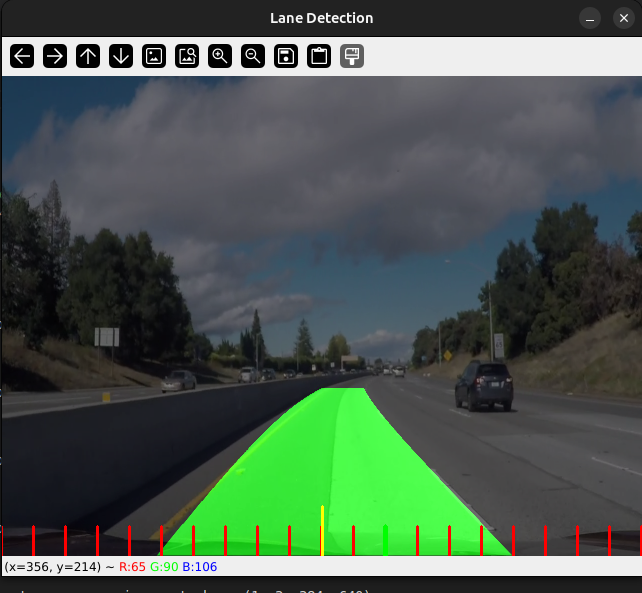 Lane Detection
(x=356, y=214) ~ R:65 G:90 B:106